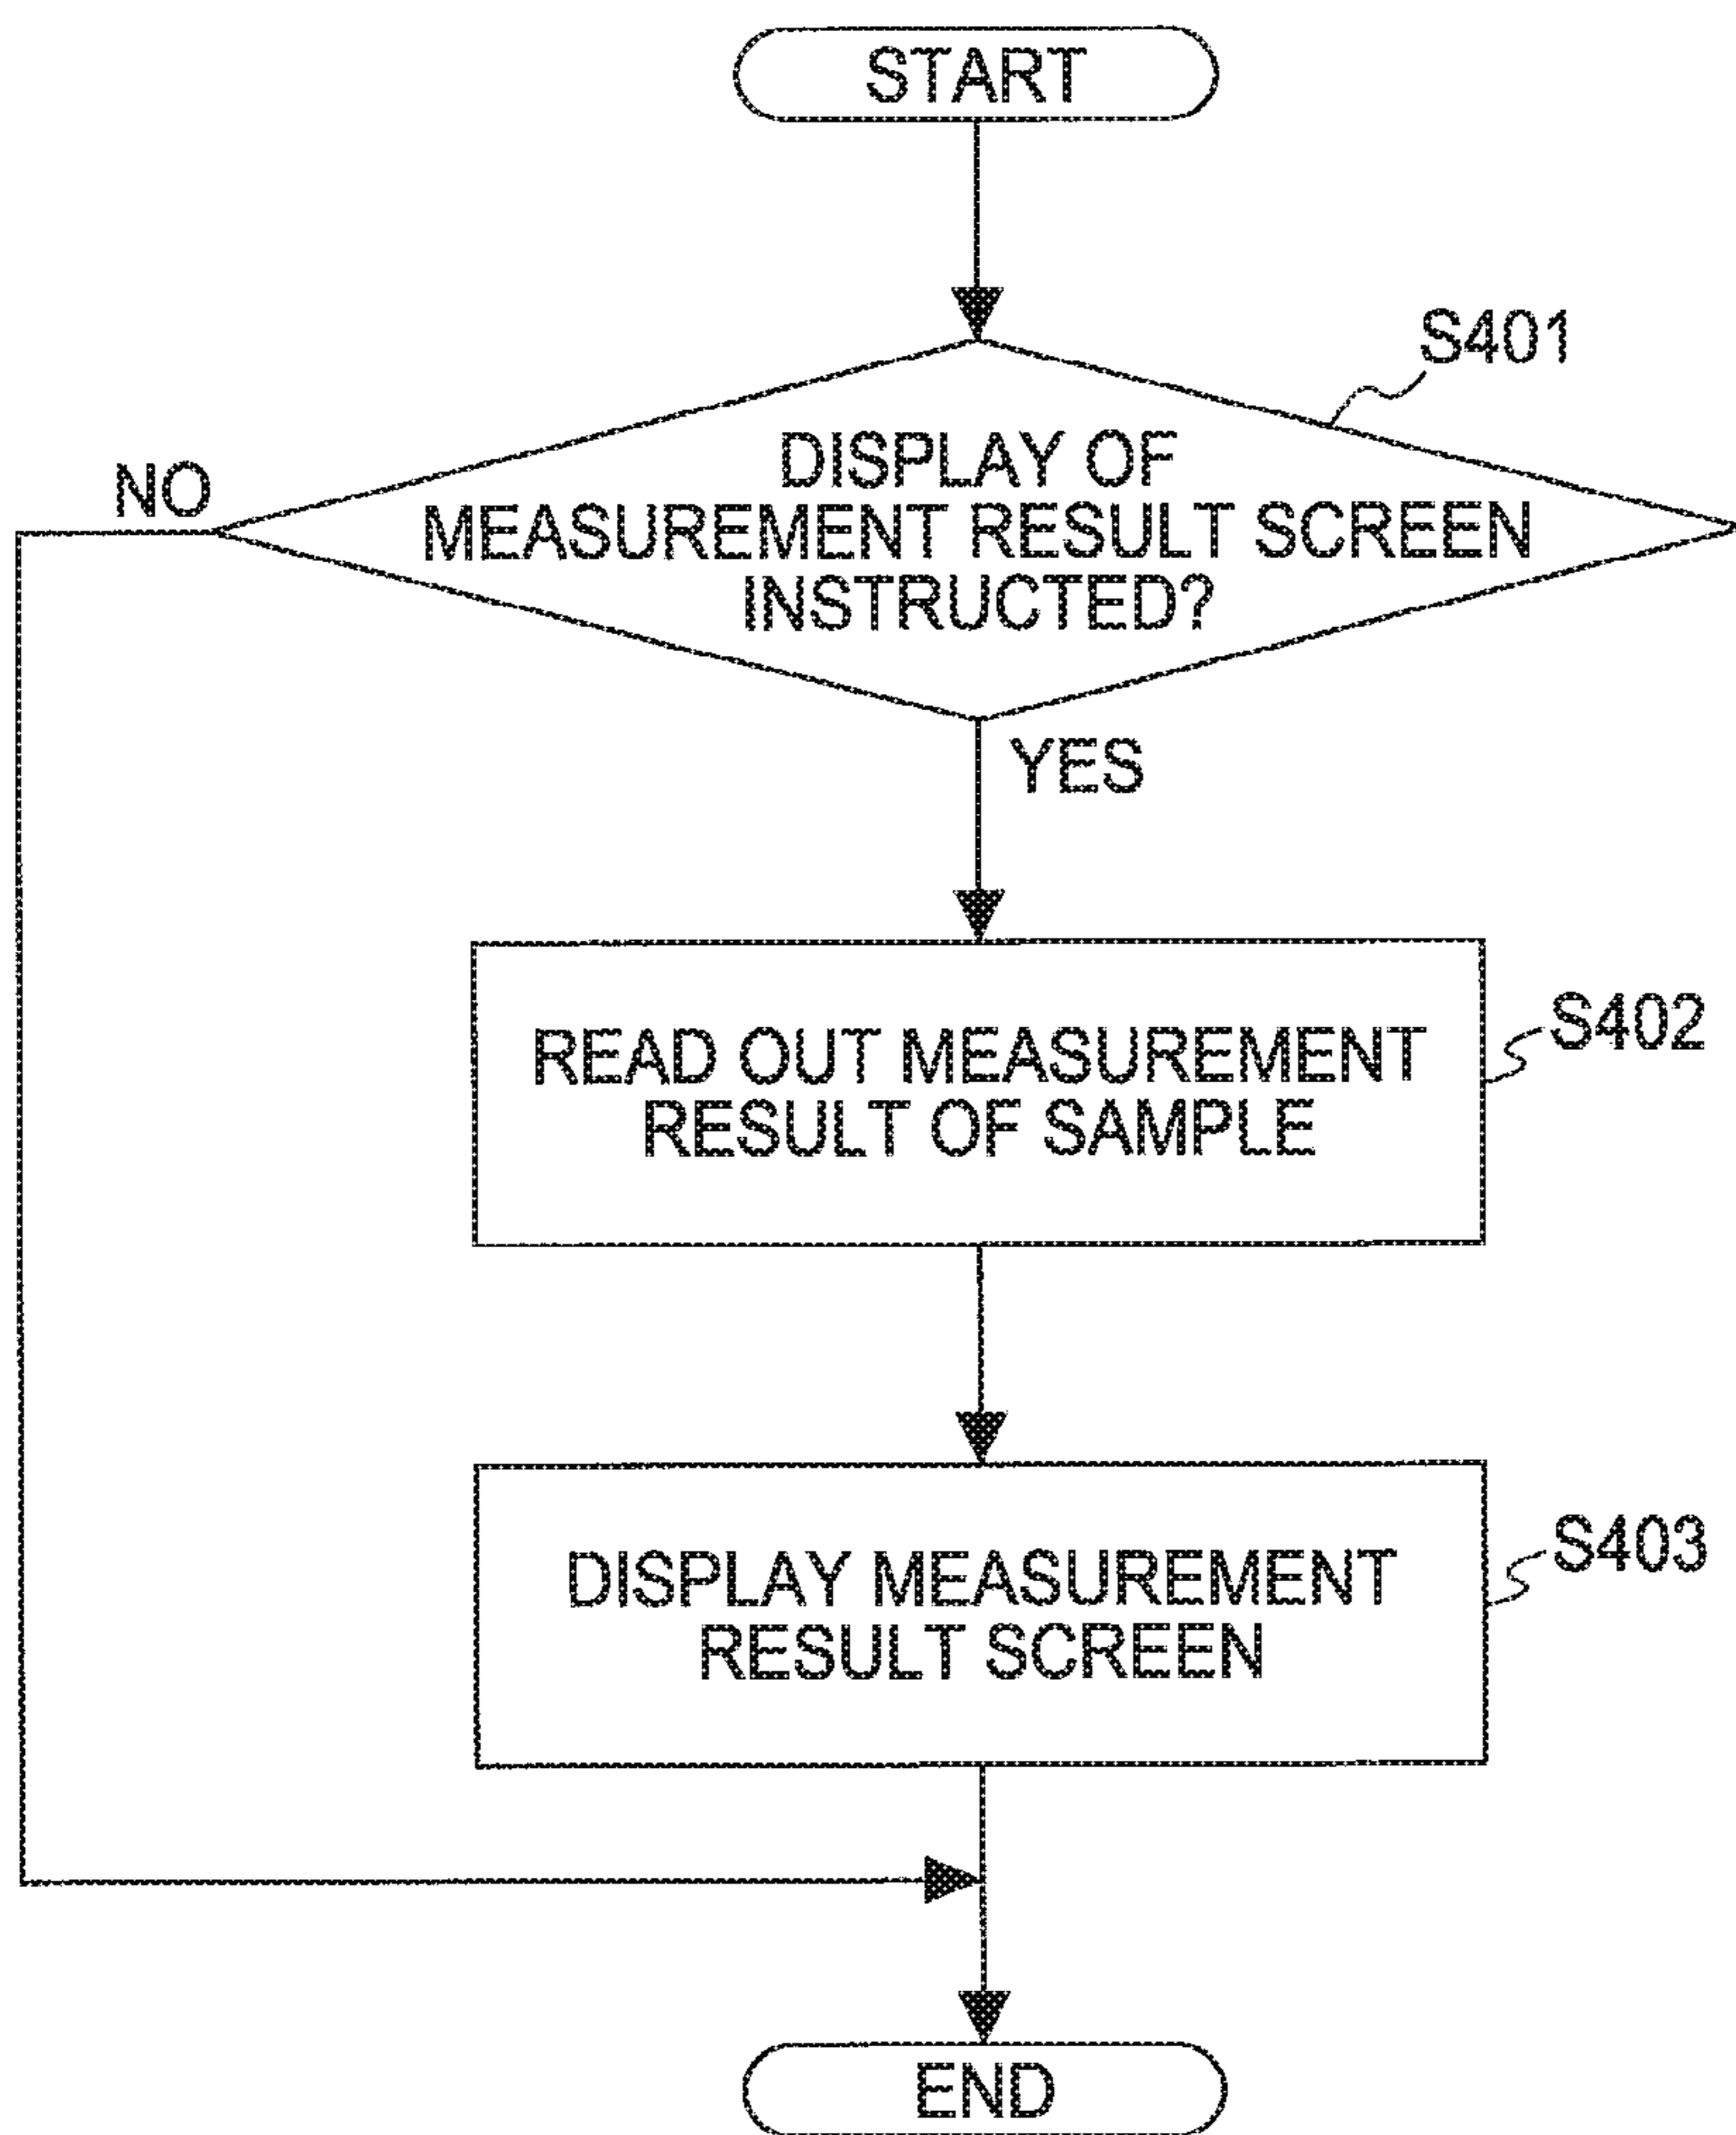 START
S401
DISPLAY OF
MEASUREMENT RESULT SCREEN
INSTRUCTED?
NO
YES
READ OUT MEASUREMENT
RESULT OF SAMPLE
S402
DISPLAY MEASUREMENT
RESULT SCREEN
S403
END